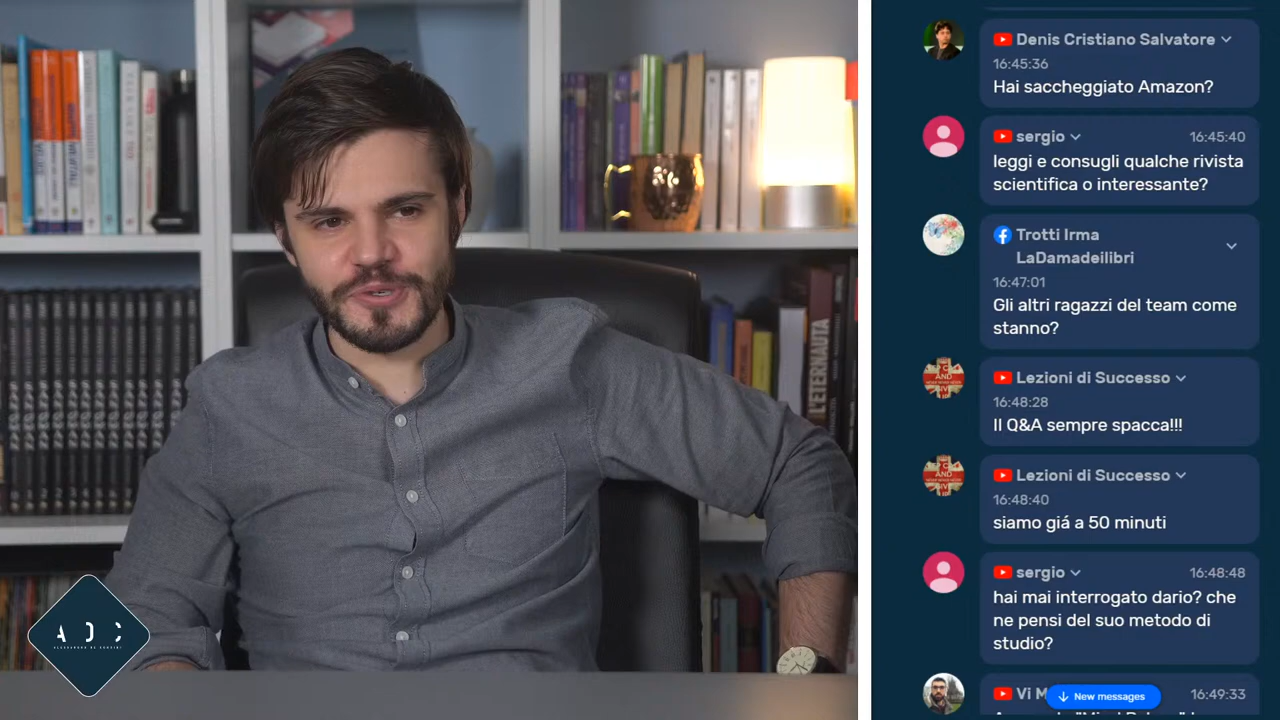 L'ETERNAUTA
A D C
Denis Cristiano Salvatore
16:45:36
Hai saccheggiato Amazon?
sergio
16:45:40
leggi e consugli qualche rivista
scientifica o interessante?
Trotti Irma
LaDamadeilibri
16:47:01
Gli altri ragazzi del team come
stanno?
Lezioni di Successo
16:48:28
Il Q&A sempre spacca!!!
Lezioni di Successo
16:48:40
siamo giá a 50 minuti
sergio
16:48:48
hai mai interrogato dario? che
ne pensi del suo metodo di
studio?
Vi
16:49:33
New messages